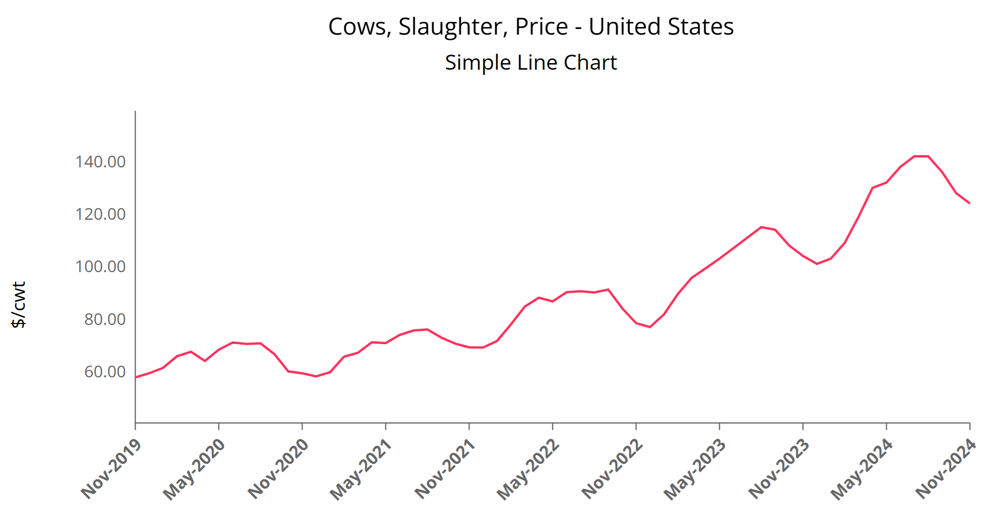 Cows, Slaughter, Price - United States
Simple Line Chart
$/cwt
140.00
120.00
100.00
80.00
60.00
Nov-2019
May-2020
Nov-2020
May-2021
Nov-2021
May-2022
Nov-2022
May-2023
Nov-2023
May-2024
Nov-2024